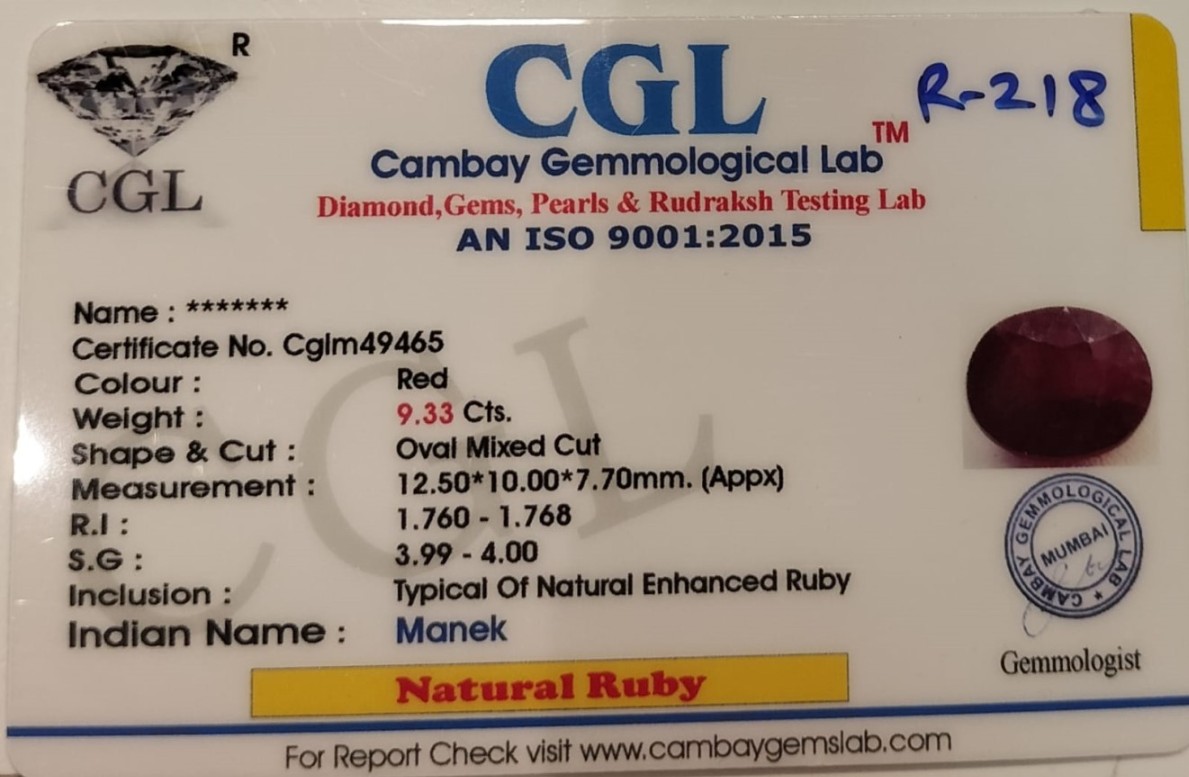 R
CGL
CGL
R-218
TM
Cambay Gemmological Lab
Diamond,Gems, Pearls & Rudraksh Testing Lab
AN ISO 9001:2015
Name : *******
Certificate No. Cglm49465
Colour : Red
Weight : 9.33 Cts.
Shape & Cut : Oval Mixed Cut
Measurement : 12.50*10.00*7.70mm. (Appx)
R.I : 1.760 - 1.768
S.G : 3.99 - 4.00
Inclusion : Typical Of Natural Enhanced Ruby
Indian Name : Manek
CGL
CAMBAY GEMMOLOGICAL LAB ★
MUMBAI
Gemmologist
Natural Ruby
For Report Check visit www.cambaygemslab.com